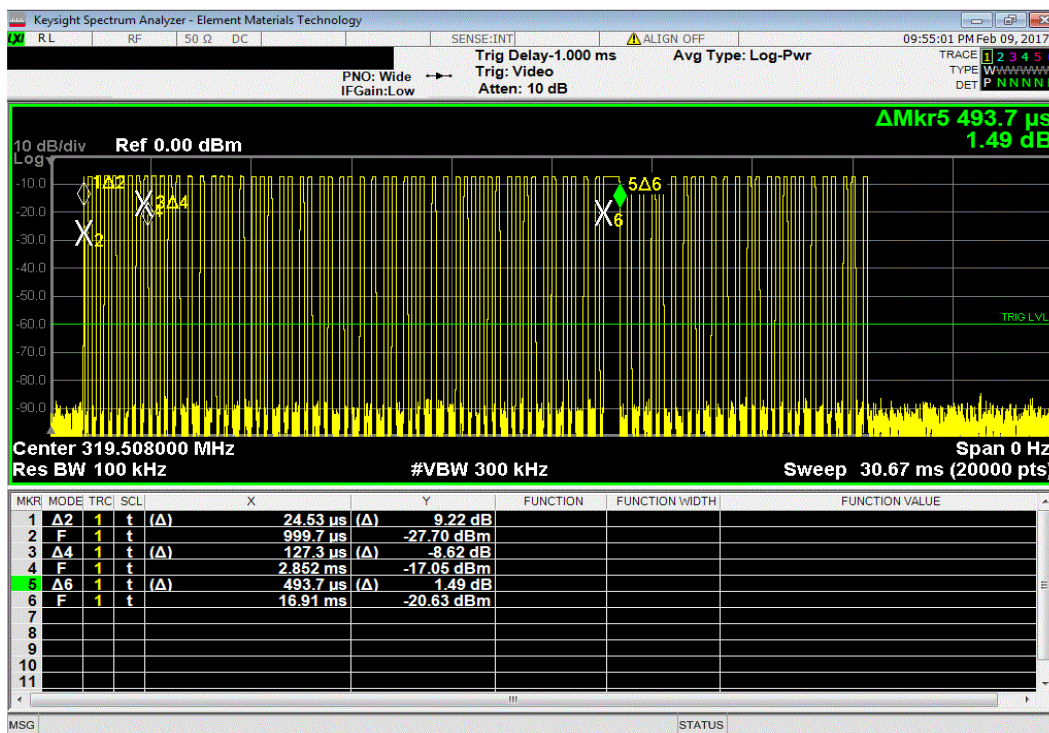 Keysight Spectrum Analyzer - Element Materials Technology
LXI RL RF 50 Ω DC SENSE:INT ALIGN OFF 09:55:01 PM Feb 09, 2017
Trig Delay-1.000 ms Avg Type: Log-Pwr TRACE 1 2 3 4 5
PNO: Wide Trig: Video TYPE WWWWWW
IFGain:Low Atten: 10 dB DET P N N N N
ΔMkr5 493.7 µs
1.49 dB
10 dB/div Ref 0.00 dBm
Log
1Δ2 5Δ6
-10.0
3Δ4
4
-20.0 6
2
-30.0
-40.0
-50.0
-60.0 TRIG LVL
-70.0
-80.0
-90.0
Center 319.508000 MHz Span 0 Hz
Res BW 100 kHz #VBW 300 kHz Sweep 30.67 ms (20000 pts)
MKR MODE TRC SCL X Y FUNCTION FUNCTION WIDTH FUNCTION VALUE
1 Δ2 1 t (Δ) 24.53 µs (Δ) 9.22 dB
2 F 1 t 999.7 µs -27.70 dBm
3 Δ4 1 t (Δ) 127.3 µs (Δ) -8.62 dB
4 F 1 t 2.852 ms -17.05 dBm
5 Δ6 1 t (Δ) 493.7 µs (Δ) 1.49 dB
6 F 1 t 16.91 ms -20.63 dBm
7
8
9
10
11
MSG STATUS